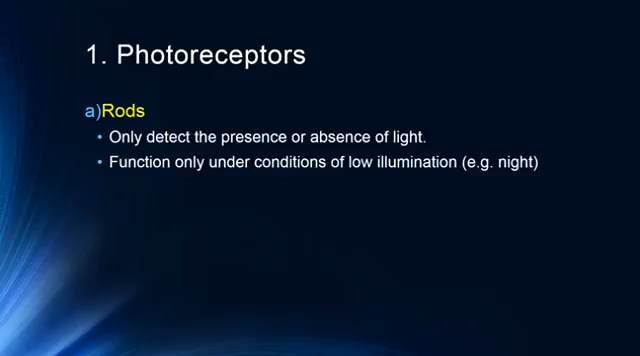 1. Photoreceptors
a)Rods
• Only detect the presence or absence of light.
• Function only under conditions of low illumination (e.g. night)